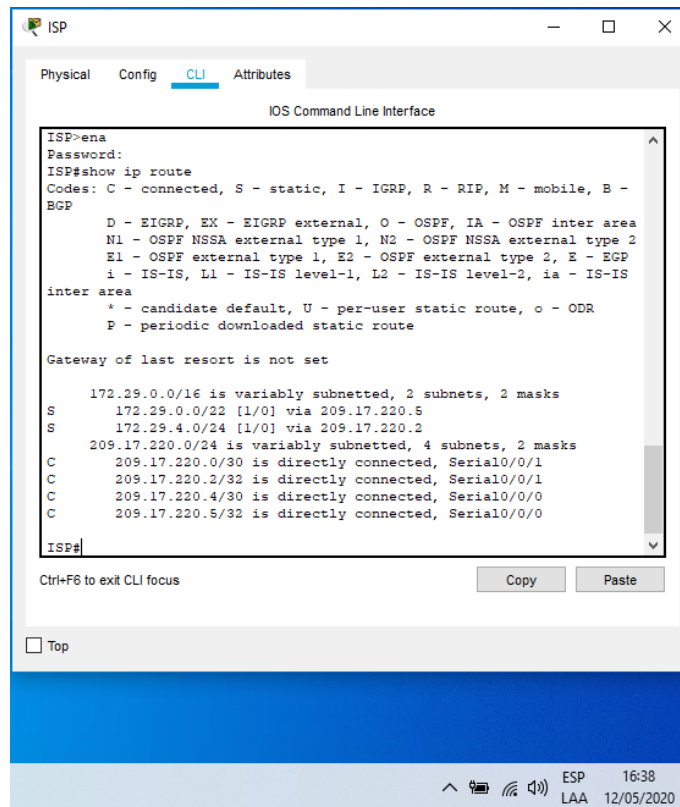 ISP
Physical Config CLI Attributes
IOS Command Line Interface
ISP>ena
Password:
ISP#show ip route
Codes: C - connected, S - static, I - IGRP, R - RIP, M - mobile, B -
BGP
D - EIGRP, EX - EIGRP external, O - OSPF, IA - OSPF inter area
N1 - OSPF NSSA external type 1, N2 - OSPF NSSA external type 2
E1 - OSPF external type 1, E2 - OSPF external type 2, E - EGP
i - IS-IS, L1 - IS-IS level-1, L2 - IS-IS level-2, ia - IS-IS
inter area
* - candidate default, U - per-user static route, o - ODR
P - periodic downloaded static route
Gateway of last resort is not set
172.29.0.0/16 is variably subnetted, 2 subnets, 2 masks
S 172.29.0.0/22 [1/0] via 209.17.220.5
S 172.29.4.0/24 [1/0] via 209.17.220.2
209.17.220.0/24 is variably subnetted, 4 subnets, 2 masks
C 209.17.220.0/30 is directly connected, Serial0/0/1
C 209.17.220.2/32 is directly connected, Serial0/0/1
C 209.17.220.4/30 is directly connected, Serial0/0/0
C 209.17.220.5/32 is directly connected, Serial0/0/0
ISP#
Ctrl+F6 to exit CLI focus Copy Paste
Top
ESP 16:38
LAA 12/05/2020